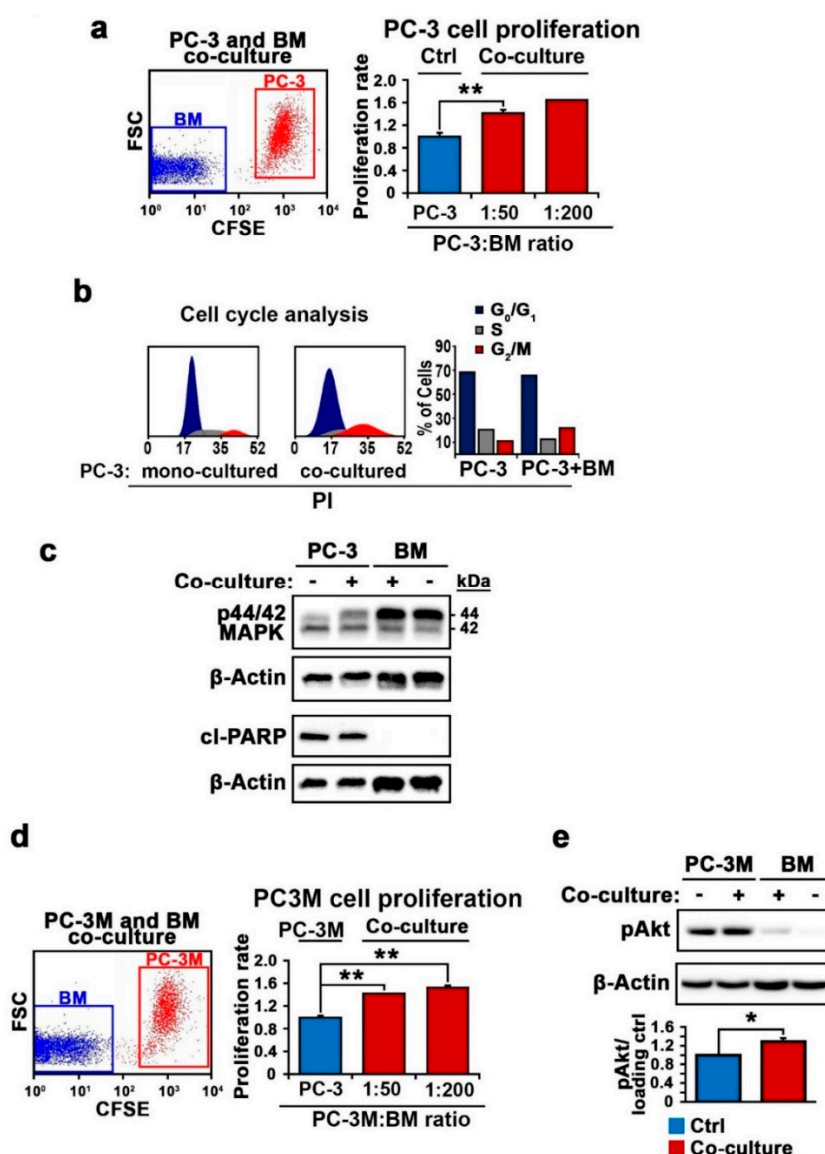 a
PC-3 and BM
co-culture
PC-3
BM
FSC
10⁰ 10¹ 10² 10³ 10⁴
CFSE
PC-3 cell proliferation
Ctrl Co-culture
Proliferation rate
2.0
1.6
1.2
0.8
0.4
0
**
PC-3 1:50 1:200
PC-3:BM ratio
b
Cell cycle analysis
0 17 35 52
0 17 35 52
PC-3: mono-cultured co-cultured
PI
G₀/G₁
S
G₂/M
% of Cells
90
70
50
30
10
PC-3 PC-3+BM
c
PC-3 BM
Co-culture: - + + - kDa
p44/42
MAPK
- 44
- 42
β-Actin
cl-PARP
β-Actin
d
PC-3M and BM
co-culture
PC-3M
BM
FSC
10⁰ 10¹ 10² 10³ 10⁴
CFSE
PC3M cell proliferation
PC-3M Co-culture
Proliferation rate
2.0
1.6
1.2
0.8
0.4
0
**
**
PC-3 1:50 1:200
PC-3M:BM ratio
e
PC-3M BM
Co-culture: - + + -
pAkt
β-Actin
pAkt/
loading ctrl
1.6
1.2
0.8
0.4
0
*
Ctrl
Co-culture